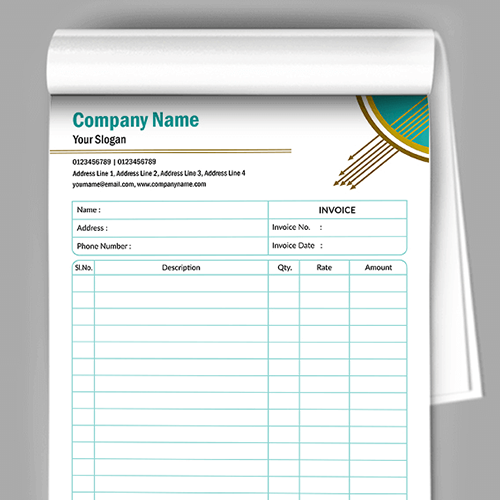 Company Name
Your Slogan
0123456789 | 0123456789
Address Line 1, Address Line 2, Address Line 3, Address Line 4
yourname@email.com, www.companyname.com
Name :
INVOICE
Address :
Invoice No. :
Phone Number :
Invoice Date :
Sl.No. Description Qty. Rate Amount